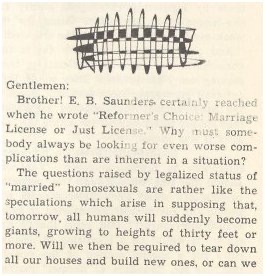 Gentlemen:
Brother! E. B. Saunders certainly reached
when he wrote "Reformer's Choice: Marriage
License or Just License." Why must some-
body always be looking for even worse com-
plications than are inherent in a situation?
The questions raised by legalized status of
"married" homosexuals are rather like the
speculations which arise in supposing that,
tomorrow, all humans will suddenly become
giants, growing to heights of thirty feet or
more. Will we then be required to tear down
all our houses and build new ones, or can we